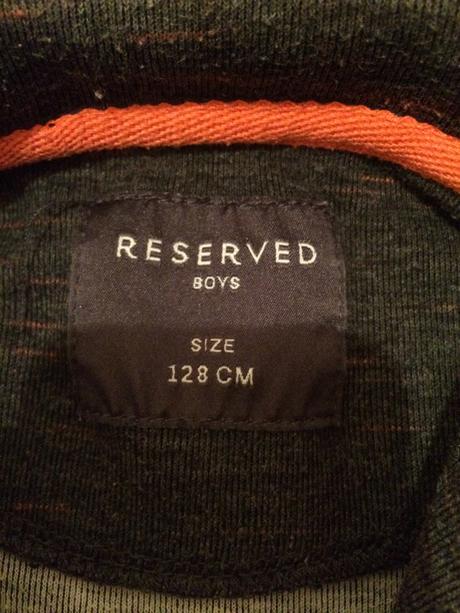 RESERVED
BOYS
SIZE
128 CM